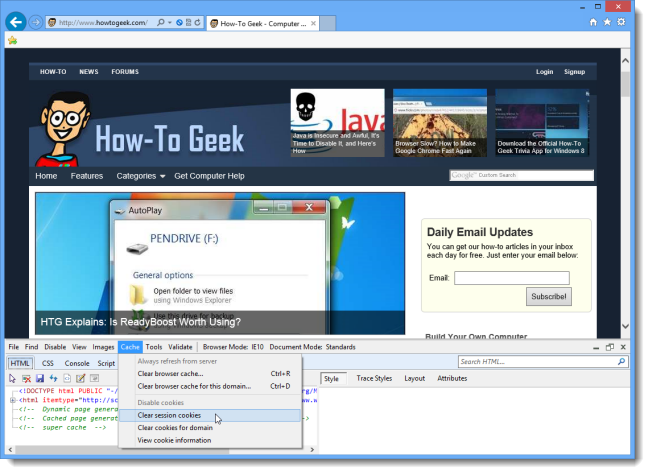 http://www.howtogeek.com/
How-To Geek - Computer ...
HOW-TO NEWS FORUMS
Login Signup
How-To Geek
Java
Java is Insecure and Awful, It's
Time to Disable It, and Here's
How
Browser Slow? How to Make
Google Chrome Fast Again
Download the Official How-To
Geek Trivia App for Windows 8
Home Features Categories Get Computer Help
Google Custom Search
AutoPlay
PENDRIVE (F:)
General options
Open folder to view files
using Windows Explorer
Use this drive for backup
HTG Explains: Is ReadyBoost Worth Using?
Daily Email Updates
You can get our how-to articles in your inbox
each day for free. Just enter your email below:
Email:
Subscribe!
Build Your Own Computer
File Find Disable View Images Cache Tools Validate Browser Mode: IE10 Document Mode: Standards
HTML CSS Console Script
Search HTML...
Always refresh from server
Clear browser cache... Ctrl+R
Clear browser cache for this domain... Ctrl+D
Disable cookies
Clear session cookies
Clear cookies for domain
View cookie information
Style Trace Styles Layout Attributes
<!DOCTYPE html PUBLIC "-/
<html itemtype="http://sc
<!-- Dynamic page genera
<!-- Cached page generat
<!-- super cache -->